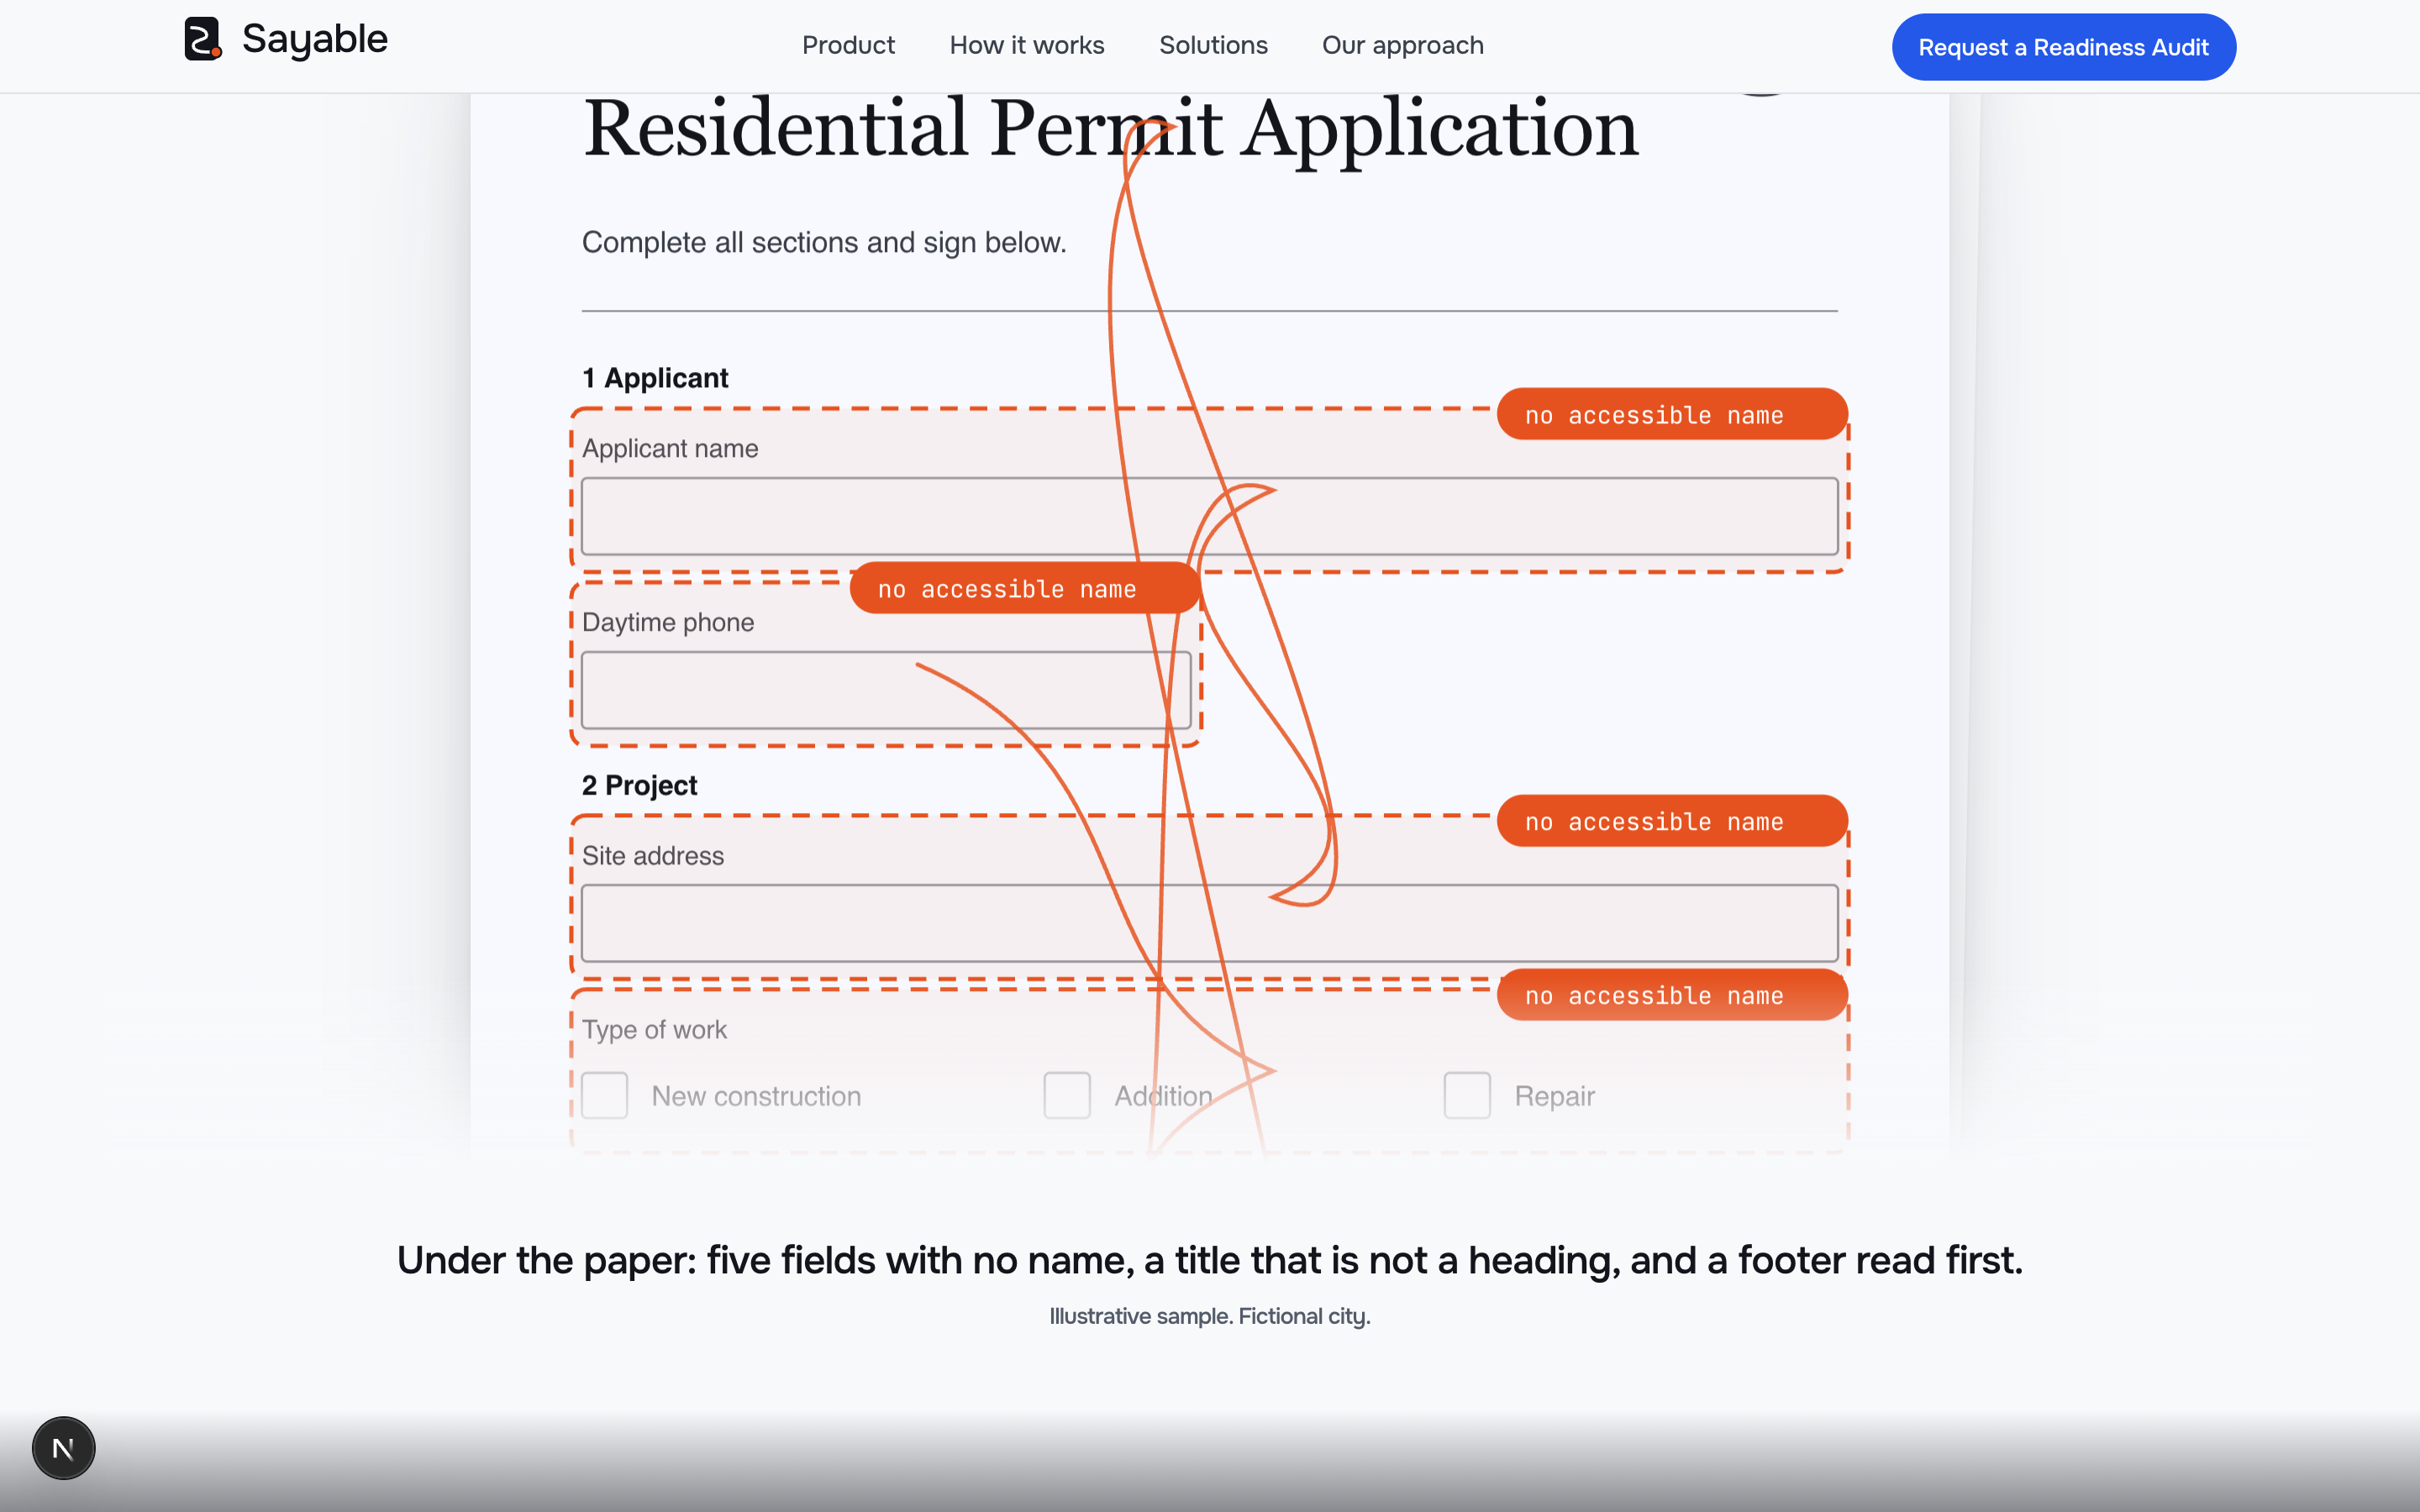 Sayable
Product
How it works
Solutions
Our approach
Request a Readiness Audit
Residential Permit Application
Complete all sections and sign below.
1 Applicant
no accessible name
Applicant name
no accessible name
Daytime phone
2 Project
no accessible name
Site address
no accessible name
Type of work
New construction
Addition
Repair
Under the paper: five fields with no name, a title that is not a heading, and a footer read first.
Illustrative sample. Fictional city.
N